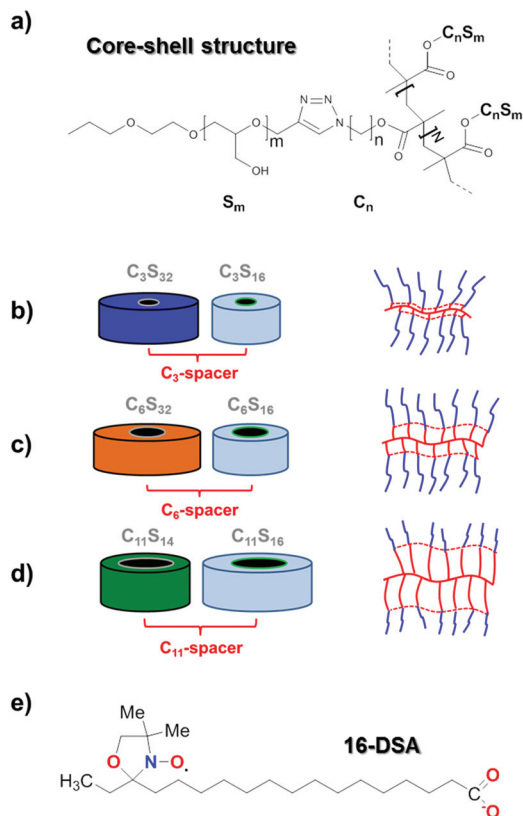 a)
Core-shell structure
CₙSₘ
O
O
CₙSₘ
O
O
N
N
N
O
O
O
O
m
n
O
O
N
OH
Sₘ
Cₙ
b)
C₃S₃₂ C₃S₁₆
C₃-spacer
c)
C₆S₃₂ C₆S₁₆
C₆-spacer
d)
C₁₁S₁₄ C₁₁S₁₆
C₁₁-spacer
e)
Me
Me
16-DSA
O N–O·
H₃C
C
O
⁻O